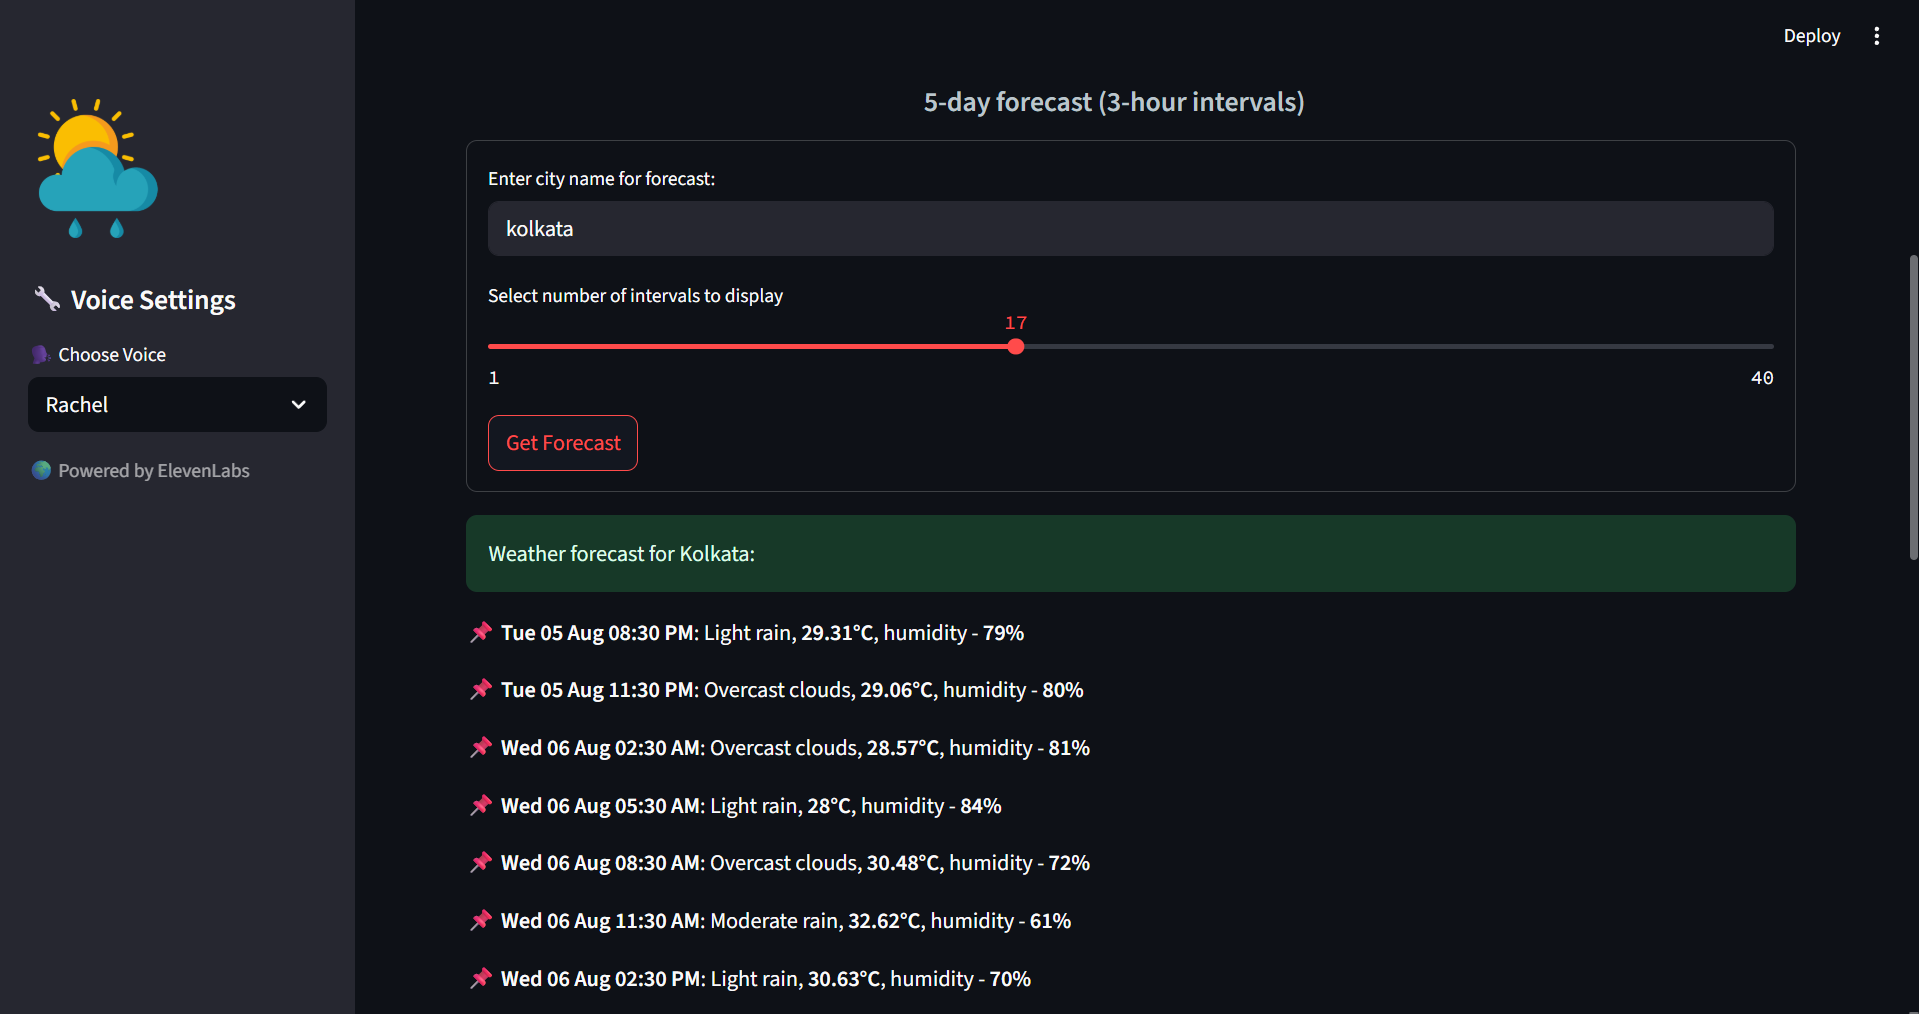 Deploy
Voice Settings
Choose Voice
Rachel
Powered by ElevenLabs
5-day forecast (3-hour intervals)
Enter city name for forecast:
kolkata
Select number of intervals to display
17
1 40
Get Forecast
Weather forecast for Kolkata:
Tue 05 Aug 08:30 PM: Light rain, 29.31°C, humidity - 79%
Tue 05 Aug 11:30 PM: Overcast clouds, 29.06°C, humidity - 80%
Wed 06 Aug 02:30 AM: Overcast clouds, 28.57°C, humidity - 81%
Wed 06 Aug 05:30 AM: Light rain, 28°C, humidity - 84%
Wed 06 Aug 08:30 AM: Overcast clouds, 30.48°C, humidity - 72%
Wed 06 Aug 11:30 AM: Moderate rain, 32.62°C, humidity - 61%
Wed 06 Aug 02:30 PM: Light rain, 30.63°C, humidity - 70%